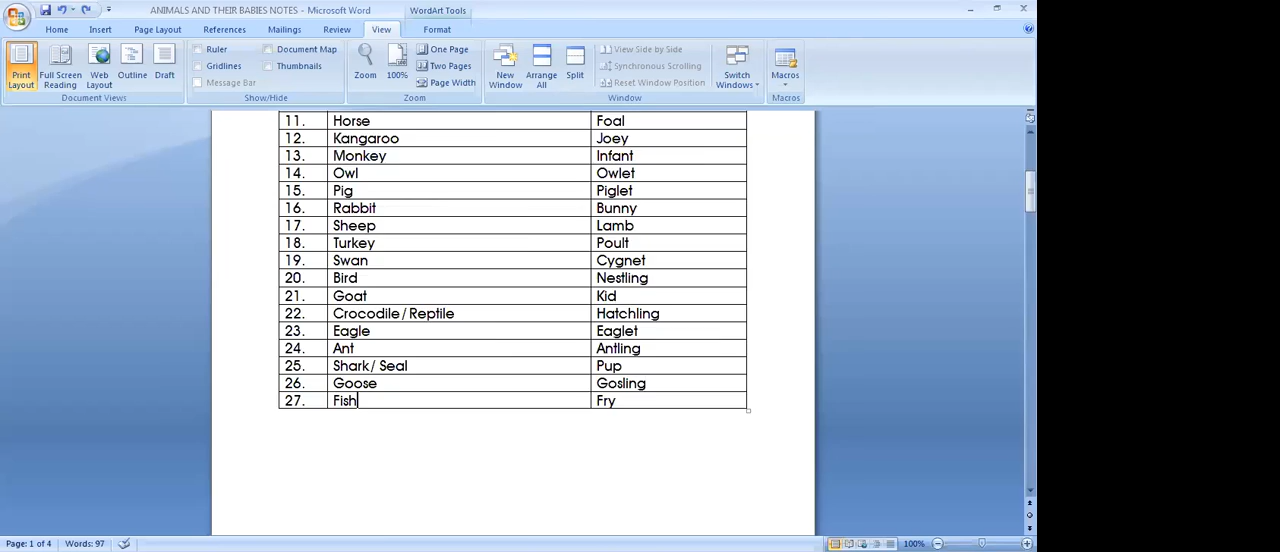 ANIMALS AND THEIR BABIES NOTES - Microsoft Word
WordArt Tools
Home Insert Page Layout References Mailings Review View Format
Print Layout
Full Screen Reading
Web Layout
Outline
Draft
Document Views
Ruler
Gridlines
Message Bar
Document Map
Thumbnails
Show/Hide
Zoom
100%
One Page
Two Pages
Page Width
Zoom
New Window
Arrange All
Split
View Side by Side
Synchronous Scrolling
Reset Window Position
Switch Windows
Window
Macros
Macros
11. Horse Foal
12. Kangaroo Joey
13. Monkey Infant
14. Owl Owlet
15. Pig Piglet
16. Rabbit Bunny
17. Sheep Lamb
18. Turkey Poult
19. Swan Cygnet
20. Bird Nestling
21. Goat Kid
22. Crocodile / Reptile Hatchling
23. Eagle Eaglet
24. Ant Antling
25. Shark/ Seal Pup
26. Goose Gosling
27. Fish Fry
Page: 1 of 4 Words: 97 100%